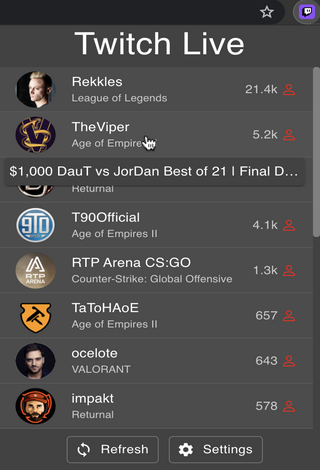 Twitch Live
Rekkles
League of Legends
21.4k
TheViper
Age of Empire
5.2k
$1,000 DauT vs JorDan Best of 21 | Final D...
Returnal
T90Official
Age of Empires II
4.1k
9TO
RTP Arena CS:GO
Counter-Strike: Global Offensive
1.3k
RTP
ARENA
TaToHAoE
Age of Empires II
657
ocelote
VALORANT
643
impakt
Returnal
578
Refresh
Settings